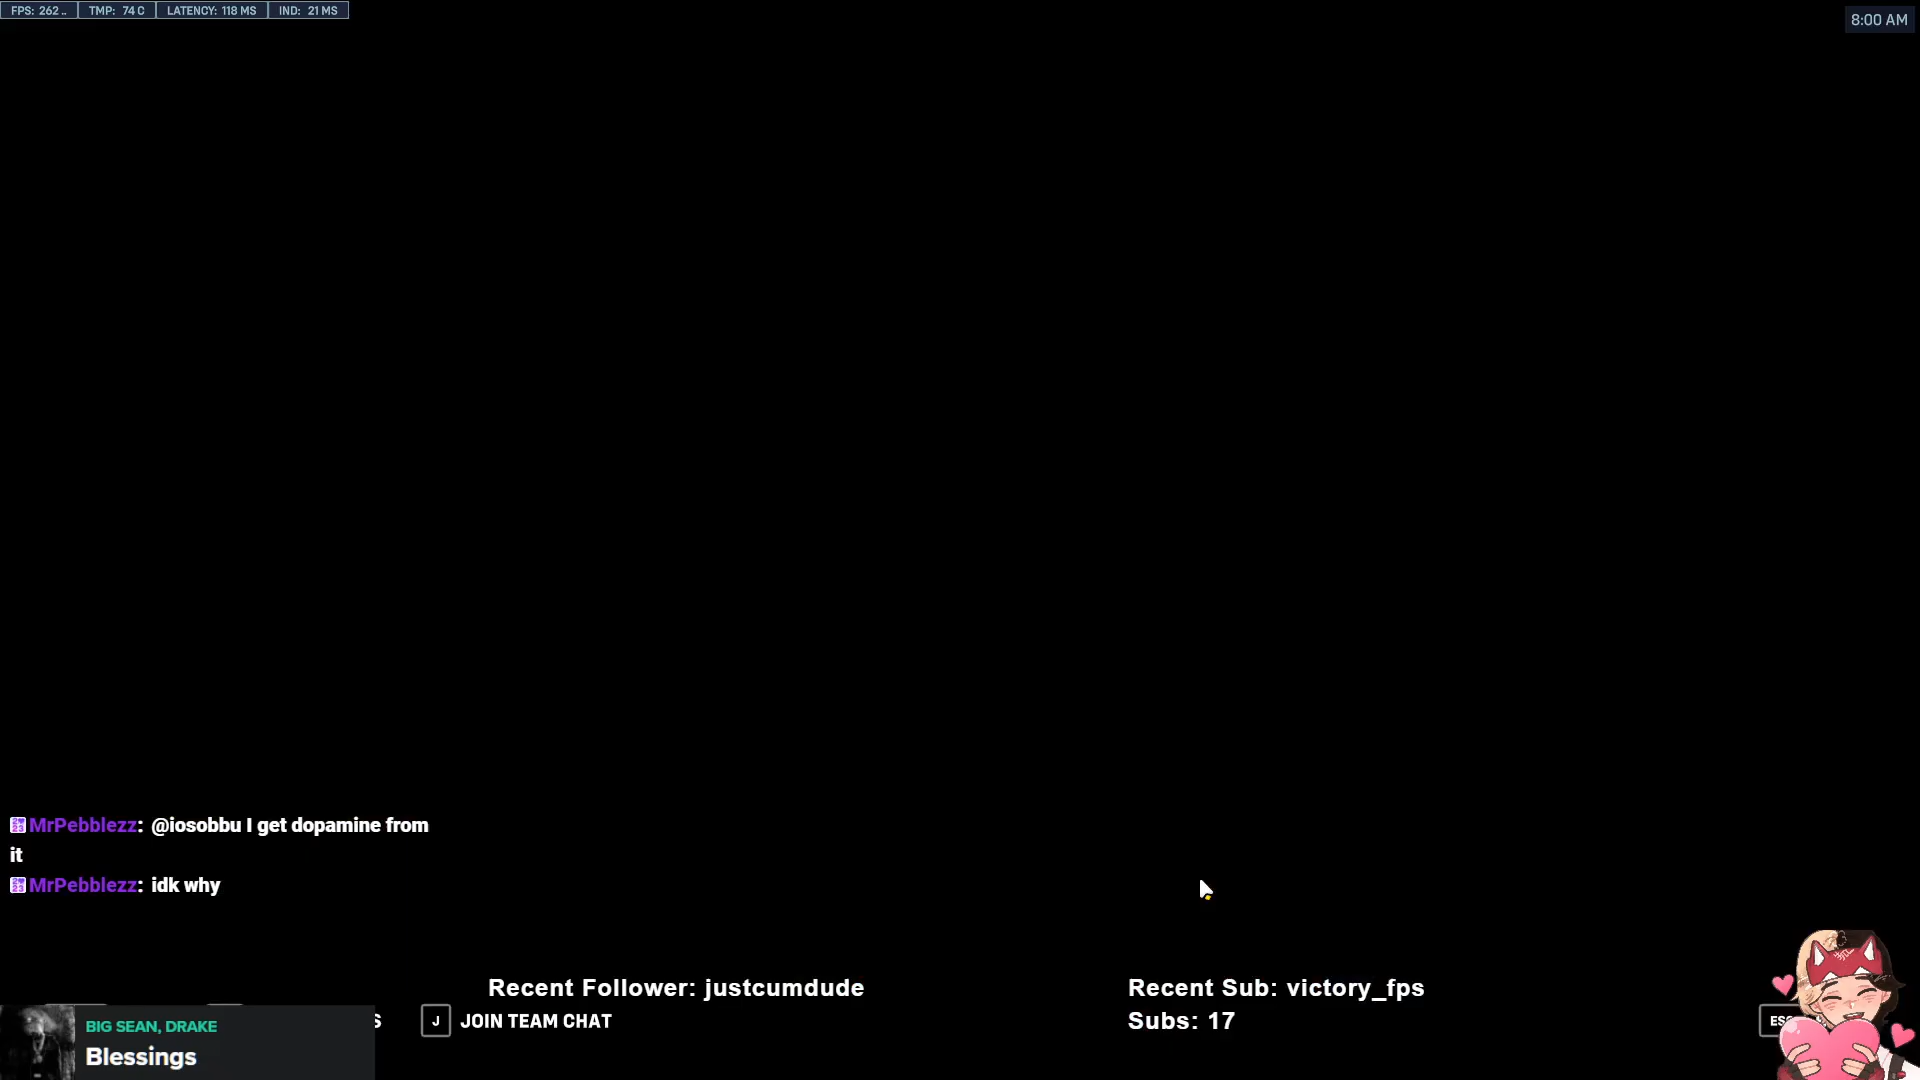 FPS: 262 .. TMP: 74 C LATENCY: 118 MS IND: 21 MS
8:00 AM
MrPebblezz: @iosobbu I get dopamine from
it
MrPebblezz: idk why
Recent Follower: justcumdude
Recent Sub: victory_fps
S J JOIN TEAM CHAT
Subs: 17
BIG SEAN, DRAKE
Blessings